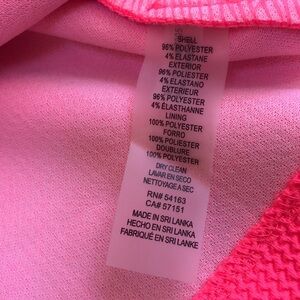 SHELL
96% POLYESTER
4% ELASTANE
EXTERIOR
96% POLIESTER
4% ELASTANO
EXTERIEUR
96% POLYESTER
4% ÉLASTHANNE
LINING
100% POLYESTER
FORRO
100% POLIESTER
DOUBLURE
100% POLYESTER
DRY CLEAN
LAVAR EN SECO
NETTOYAGE A SEC
RN# 54163
CA# 57151
MADE IN SRI LANKA
HECHO EN SRI LANKA
FABRIQUÉ EN SRI LANKE